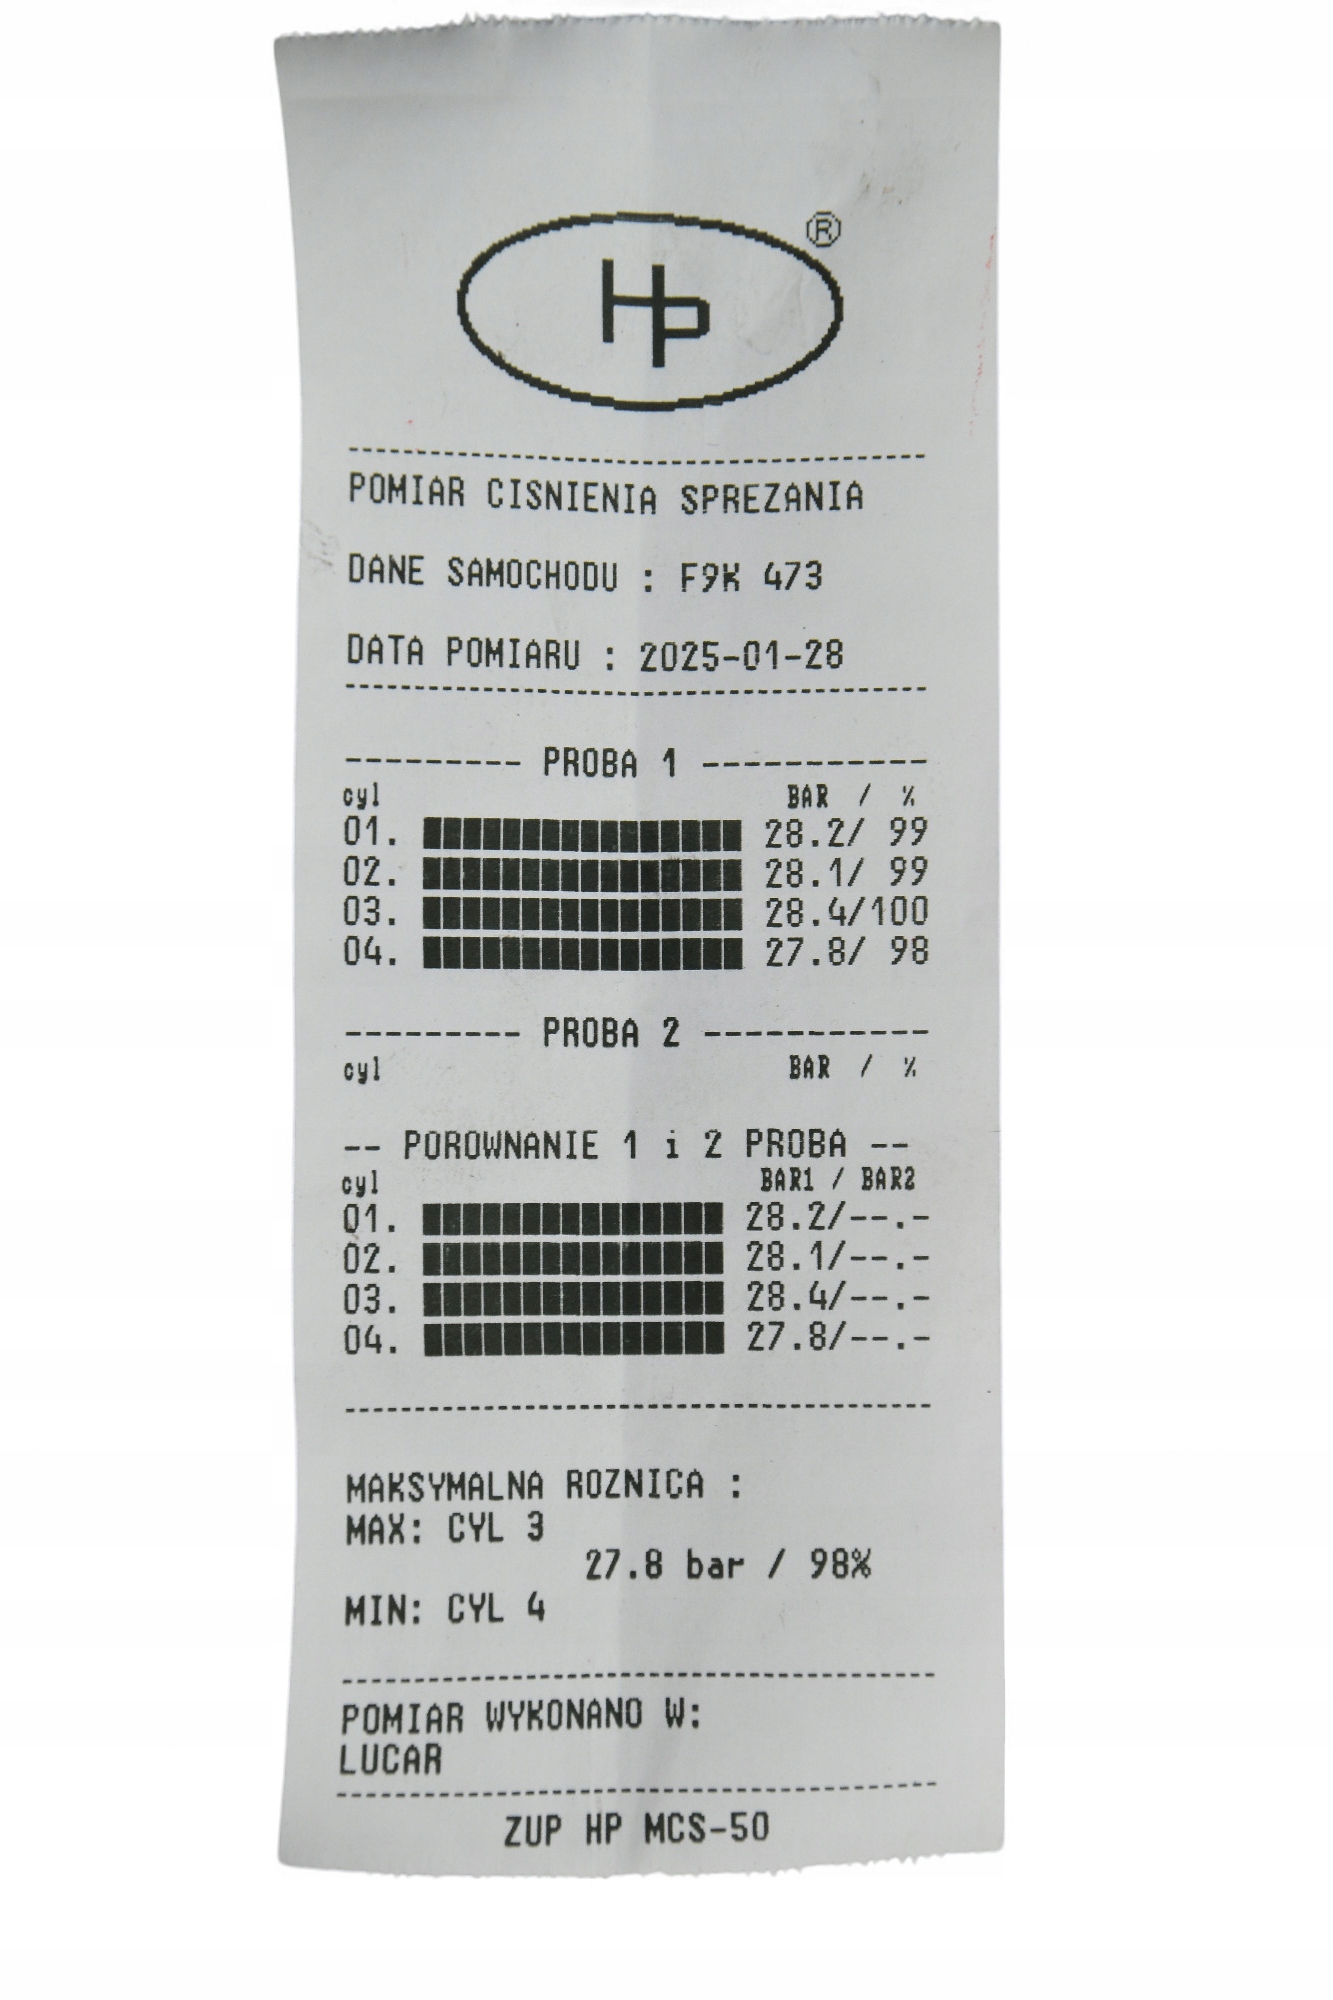 HP ®
POMIAR CISNIENIA SPREZANIA
DANE SAMOCHODU : F9K 473
DATA POMIARU : 2025-01-28
--------- PROBA 1 -----------
cyl BAR / %
01. 28.2/ 99
02. 28.1/ 99
03. 28.4/100
04. 27.8/ 98
--------- PROBA 2 -----------
cyl BAR / %
-- POROWNANIE 1 i 2 PROBA --
cyl BAR1 / BAR2
01. 28.2/--.-
02. 28.1/--.-
03. 28.4/--.-
04. 27.8/--.-
MAKSYMALNA ROZNICA :
MAX: CYL 3
27.8 bar / 98%
MIN: CYL 4
POMIAR WYKONANO W:
LUCAR
ZUP HP MCS-50